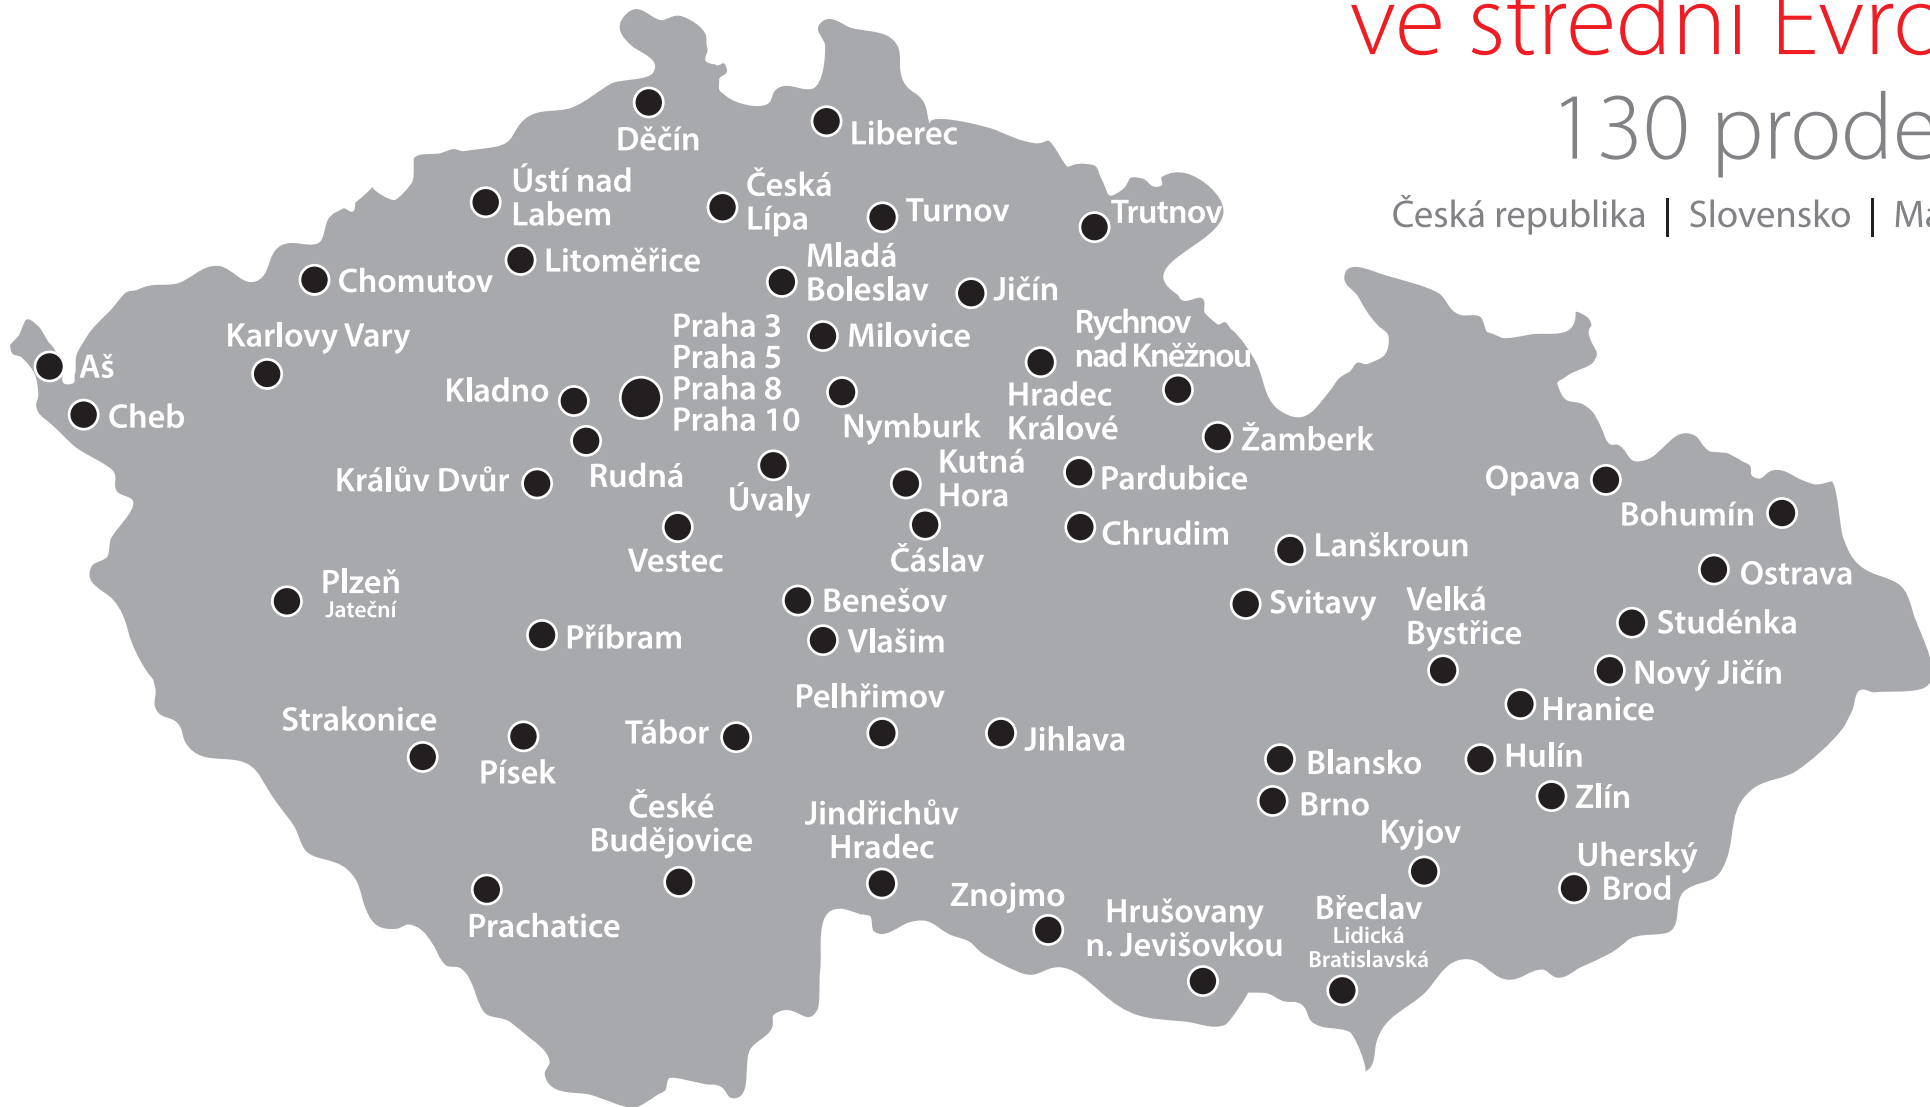 ve střední
130
Česká republika | Slovensko |
Děčín
Liberec
Ústí nad
Labem
Česká
Lípa
Turnov
Trutnov
Litoměřice
Mladá
Boleslav
Chomutov
Jičín
Karlovy Vary
Praha 3
Praha 5
Praha 8
Praha 10
Milovice
Rychnov
nad Kněžnou
Aš
Cheb
Kladno
Nymburk
Hradec
Králové
Žamberk
Králův Dvůr
Rudná
Úvaly
Kutná
Hora
Pardubice
Opava
Bohumín
Vestec
Čáslav
Chrudim
Lanškroun
Ostrava
Plzeň
Jateční
Benešov
Svitavy
Velká
Bystřice
Studénka
Příbram
Vlašim
Nový Jičín
Pelhřimov
Hranice
Strakonice
Písek
Tábor
Jihlava
Blansko
Hulín
Brno
Zlín
České
Budějovice
Jindřichův
Hradec
Kyjov
Uherský
Brod
Prachatice
Znojmo
Hrušovany
n. Jevišovkou
Břeclav
Lidická
Bratislavská